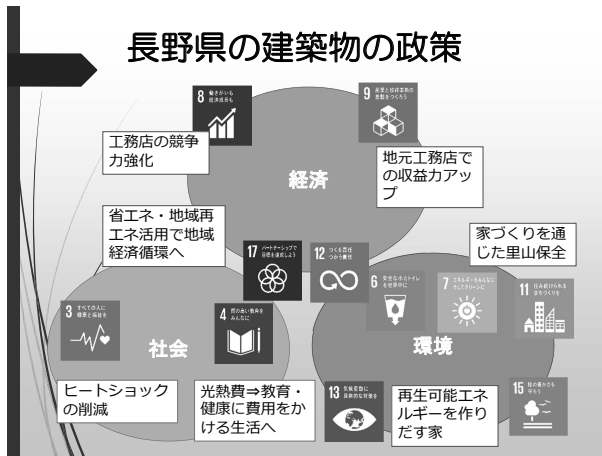 長野県の建築物の政策
8 働きがいも
経済成長も
9 産業と技術革新の
基盤をつくろう
工務店の競争
力強化
地元工務店で
の収益力アッ
プ
経済
省エネ・地域再
エネ活用で地域
経済循環へ
家づくりを通
じた里山保全
17 パートナーシップで
目標を達成しよう
12 つくる責任
つかう責任
6 安全な水とトイレ
を世界中に
7 エネルギーをみんなに
そしてクリーンに
11 住み続けられる
まちづくりを
3 すべての人に
健康と福祉を
4 質の高い教育を
みんなに
社会
環境
ヒートショック
の削減
光熱費⇒教育・
健康に費用をか
ける生活へ
13 気候変動に
具体的な対策を
再生可能エネ
ルギーを作り
だす家
15 陸の豊かさも
守ろう